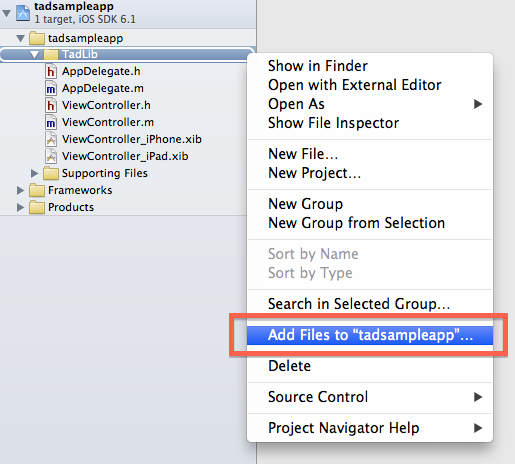 tadsampleapp
1 target, iOS SDK 6.1
tadsampleapp
TadLib
AppDelegate.h
AppDelegate.m
ViewController.h
ViewController.m
ViewController_iPhone.xib
ViewController_iPad.xib
Supporting Files
Frameworks
Products
Show in Finder
Open with External Editor
Open As
Show File Inspector
New File...
New Project...
New Group
New Group from Selection
Sort by Name
Sort by Type
Search in Selected Group...
Add Files to “tadsampleapp”...
Delete
Source Control
Project Navigator Help